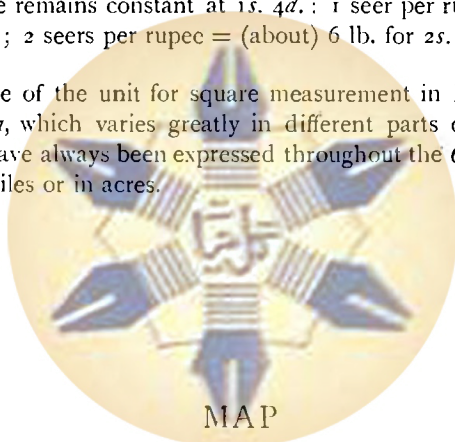 e remains constant at 1s. 4d. : 1 seer per ru
; 2 seers per rupec = (about) 6 lb. for 2s.
e of the unit for square measurement in
, which varies greatly in different parts o
ave always been expressed throughout the
iles or in acres.
MAP